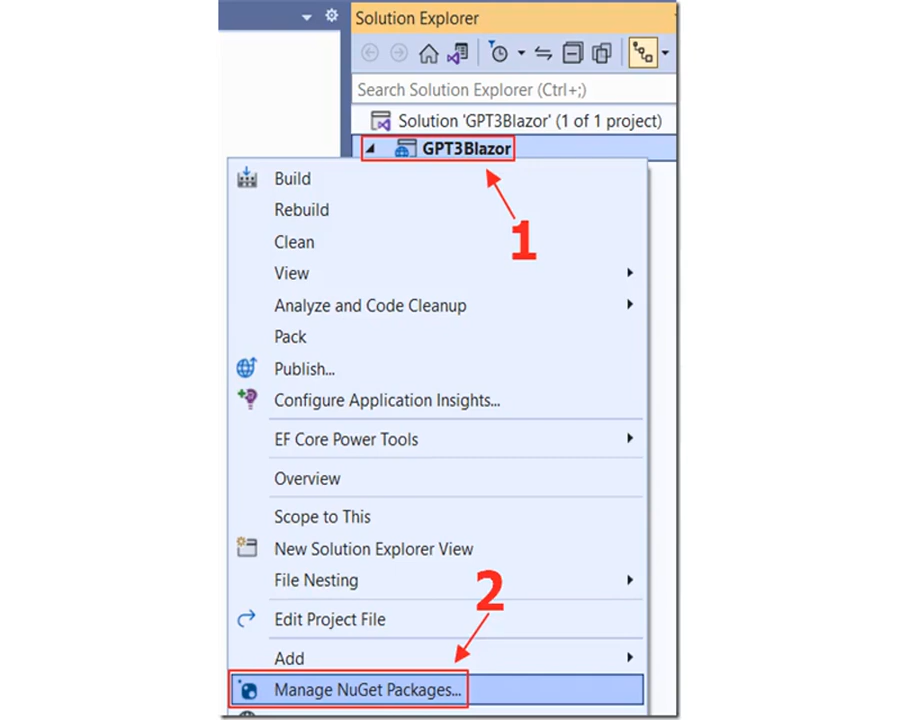 Solution Explorer
Search Solution Explorer (Ctrl+;)
Solution 'GPT3Blazor' (1 of 1 project)
GPT3Blazor
Build
1
Rebuild
Clean
View
Analyze and Code Cleanup
Pack
Publish...
Configure Application Insights...
EF Core Power Tools
Overview
Scope to This
New Solution Explorer View
File Nesting
2
Edit Project File
Add
Manage NuGet Packages...